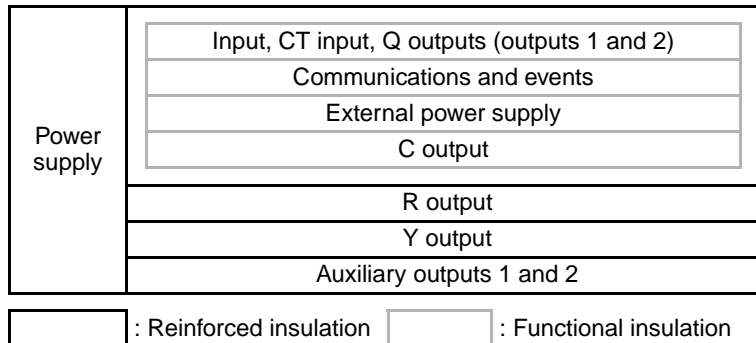 Power
supply
Input, CT input, Q outputs (outputs 1 and 2)
Communications and events
External power supply
C output
R output
Y output
Auxiliary outputs 1 and 2
: Reinforced insulation
: Functional insulation